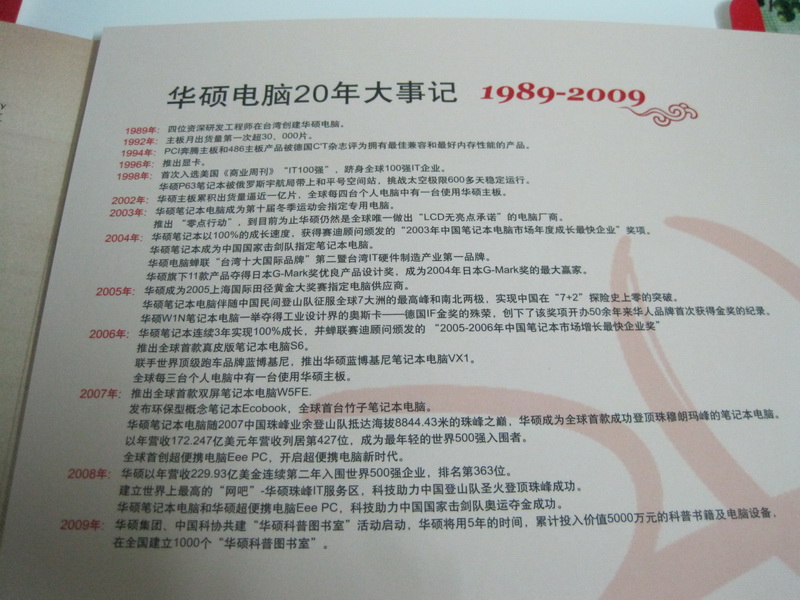 华硕电脑20年大事记 1989-2009
1989年: 四位资深研发工程师在台湾创建华硕电脑。
1992年: 主板月出货量第一次超30，000片。
1994年: PCI奔腾主板和486主板产品被德国C'T杂志评为拥有最佳兼容和最好内存性能的产品。
1996年: 推出显卡。
1998年: 首次入选美国《商业周刊》“IT100强”，跻身全球100强IT企业。
华硕P63笔记本被俄罗斯宇航局带上和平号空间站，挑战太空极限600多天稳定运行。
2002年: 华硕主板累积出货量逼近一亿片，全球每四台个人电脑中有一台使用华硕主板。
2003年: 华硕笔记本电脑成为第十届冬季运动会指定专用电脑。
推出“零点行动”，到目前为止华硕仍然是全球唯一做出“LCD无亮点承诺”的电脑厂商。
2004年: 华硕笔记本以100%的成长速度，获得赛迪顾问颁发的“2003年中国笔记本电脑市场年度成长最快企业”奖项。
华硕笔记本成为中国国家击剑队指定笔记本电脑。
华硕电脑蝉联“台湾十大国际品牌”第二暨台湾IT硬件制造产业第一品牌。
华硕旗下11款产品夺得日本G-Mark奖优良产品设计奖，成为2004年日本G-Mark奖的最大赢家。
2005年: 华硕成为2005上海国际田径黄金大奖赛指定电脑供应商。
华硕笔记本电脑伴随中国民间登山队征服全球7大洲的最高峰和南北两极，实现中国在“7+2”探险史上零的突破。
华硕W1N笔记本电脑一举夺得工业设计界的奥斯卡——德国IF金奖的殊荣，创下了该奖项开办50余年来华人品牌首次获得金奖的纪录。
2006年: 华硕笔记本连续3年实现100%成长，并蝉联赛迪顾问颁发的“2005-2006年中国笔记本市场增长最快企业奖”
推出全球首款真皮版笔记本电脑S6。
联手世界顶级跑车品牌蓝博基尼，推出华硕蓝博基尼笔记本电脑VX1。
全球每三台个人电脑中有一台使用华硕主板。
2007年: 推出全球首款双屏笔记本电脑W5FE.
发布环保型概念笔记本Ecobook，全球首台竹子笔记本电脑。
华硕笔记本电脑随2007中国珠峰业余登山队抵达海拔8844.43米的珠峰之巅，华硕成为全球首款成功登顶珠穆朗玛峰的笔记本电脑。
以年营收172.247亿美元年营收列居第427位，成为最年轻的世界500强入围者。
全球首创超便携电脑Eee PC，开启超便携电脑新时代。
2008年: 华硕以年营收229.93亿美金连续第二年入围世界500强企业，排名第363位。
建立世界上最高的“网吧”-华硕珠峰IT服务区，科技助力中国登山队圣火登顶珠峰成功。
华硕笔记本电脑和华硕超便携电脑Eee PC，科技助力中国国家击剑队奥运夺金成功。
2009年: 华硕集团、中国科协共建“华硕科普图书室”活动启动，华硕将用5年的时间，累计投入价值5000万元的科普书籍及电脑设备，
在全国建立1000个“华硕科普图书室”。